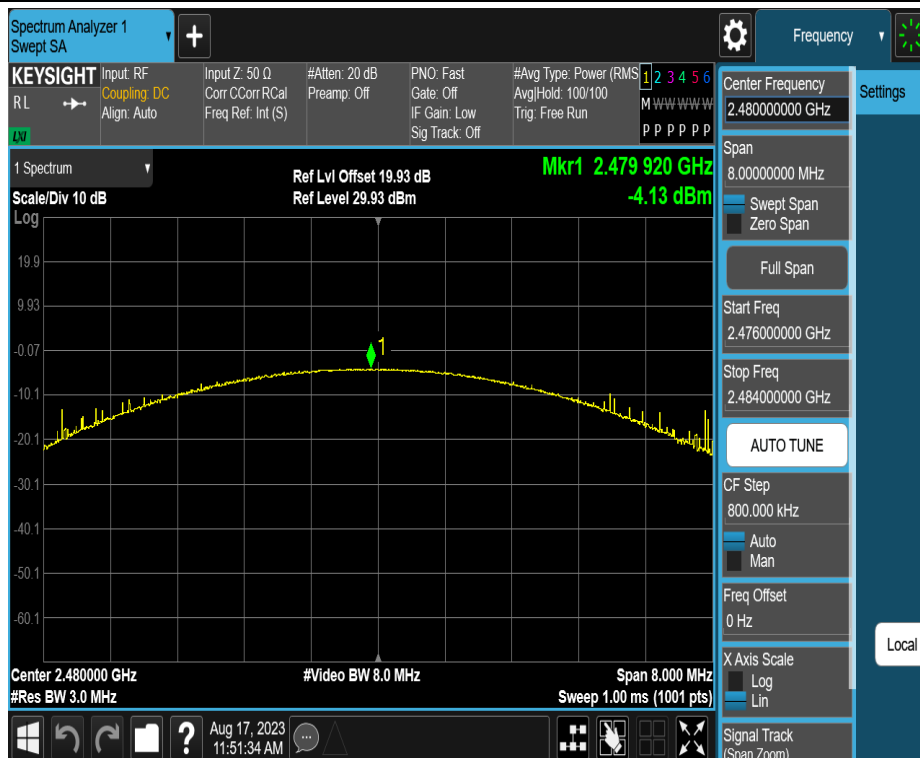 Spectrum Analyzer 1
Swept SA
+
Frequency
KEYSIGHT
RL
LXI
Input: RF
Coupling: DC
Align: Auto
Input Z: 50 Ω
Corr CCorr RCal
Freq Ref: Int (S)
#Atten: 20 dB
Preamp: Off
PNO: Fast
Gate: Off
IF Gain: Low
Sig Track: Off
#Avg Type: Power (RMS
Avg|Hold: 100/100
Trig: Free Run
1 2 3 4 5 6
M W W W W W
P P P P P P
1 Spectrum
Scale/Div 10 dB
Log
Ref Lvl Offset 19.93 dB
Ref Level 29.93 dBm
Mkr1 2.479 920 GHz
-4.13 dBm
19.9
9.93
-0.07
-10.1
-20.1
-30.1
-40.1
-50.1
-60.1
1
Center 2.480000 GHz
#Res BW 3.0 MHz
#Video BW 8.0 MHz
Span 8.000 MHz
Sweep 1.00 ms (1001 pts)
?
Aug 17, 2023
11:51:34 AM
Center Frequency
2.480000000 GHz
Span
8.00000000 MHz
Swept Span
Zero Span
Full Span
Start Freq
2.476000000 GHz
Stop Freq
2.484000000 GHz
AUTO TUNE
CF Step
800.000 kHz
Auto
Man
Freq Offset
0 Hz
X Axis Scale
Log
Lin
Signal Track
(Span Zoom)
Settings
Local